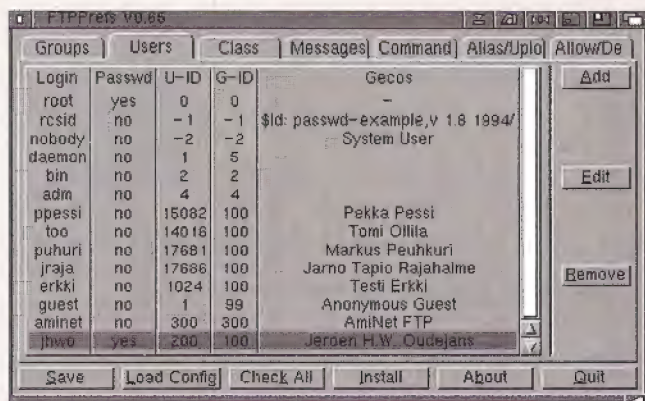 FTPPrefs V0.65
Groups Users Class Messages Command Alias/Uplo Allow/De
Login Passwd U-ID G-ID Gecos
root yes 0 0 -
rcsid no -1 -1 $Id: passwd-example,v 1.8 1994/
nobody no -2 -2 System User
daemon no 1 5
bin no 2 2
adm no 4 4
ppessi no 15082 100 Pekka Pessi
too no 14016 100 Tomi Ollila
puhuri no 17681 100 Markus Peuhkuri
jraja no 17686 100 Jarno Tapio Rajahalme
erkki no 1024 100 Testi Erkki
guest no 1 99 Anonymous Guest
aminet no 300 300 AmiNet FTP
jhwo yes 200 100 Jeroen H.W. Oudejans
Add
Edit
Remove
Save Load Config Check All Install About Quit